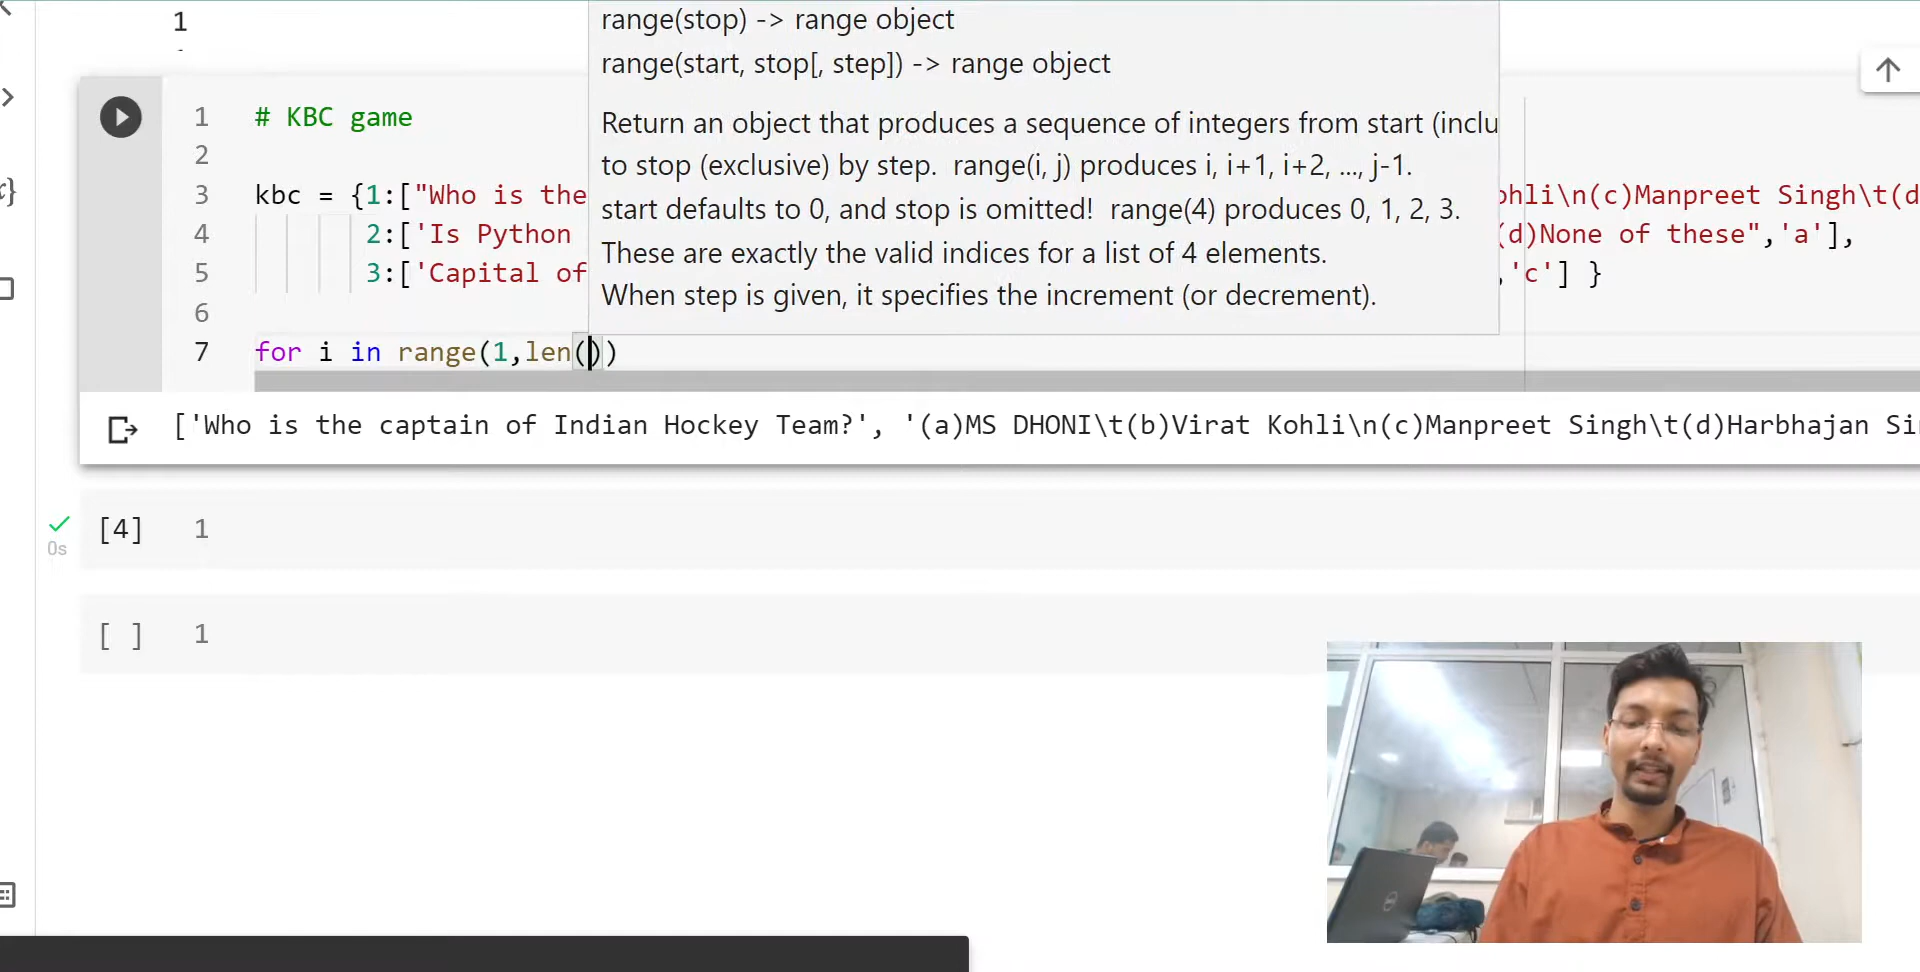 1
range(stop) -> range object
range(start, stop[, step]) -> range object
Return an object that produces a sequence of integers from start (inclu
to stop (exclusive) by step.  range(i, j) produces i, i+1, i+2, ..., j-1.
start defaults to 0, and stop is omitted!  range(4) produces 0, 1, 2, 3.
These are exactly the valid indices for a list of 4 elements.
When step is given, it specifies the increment (or decrement).
1 # KBC game
2
3 kbc = {1:["Who is the ohli\n(c)Manpreet Singh\t(d
4 2:['Is Python (d)None of these",'a'],
5 3:['Capital of ,'c'] }
6
7 for i in range(1,len())
['Who is the captain of Indian Hockey Team?', '(a)MS DHONI\t(b)Virat Kohli\n(c)Manpreet Singh\t(d)Harbhajan Si
[4] 1
0s
[ ] 1
DELL